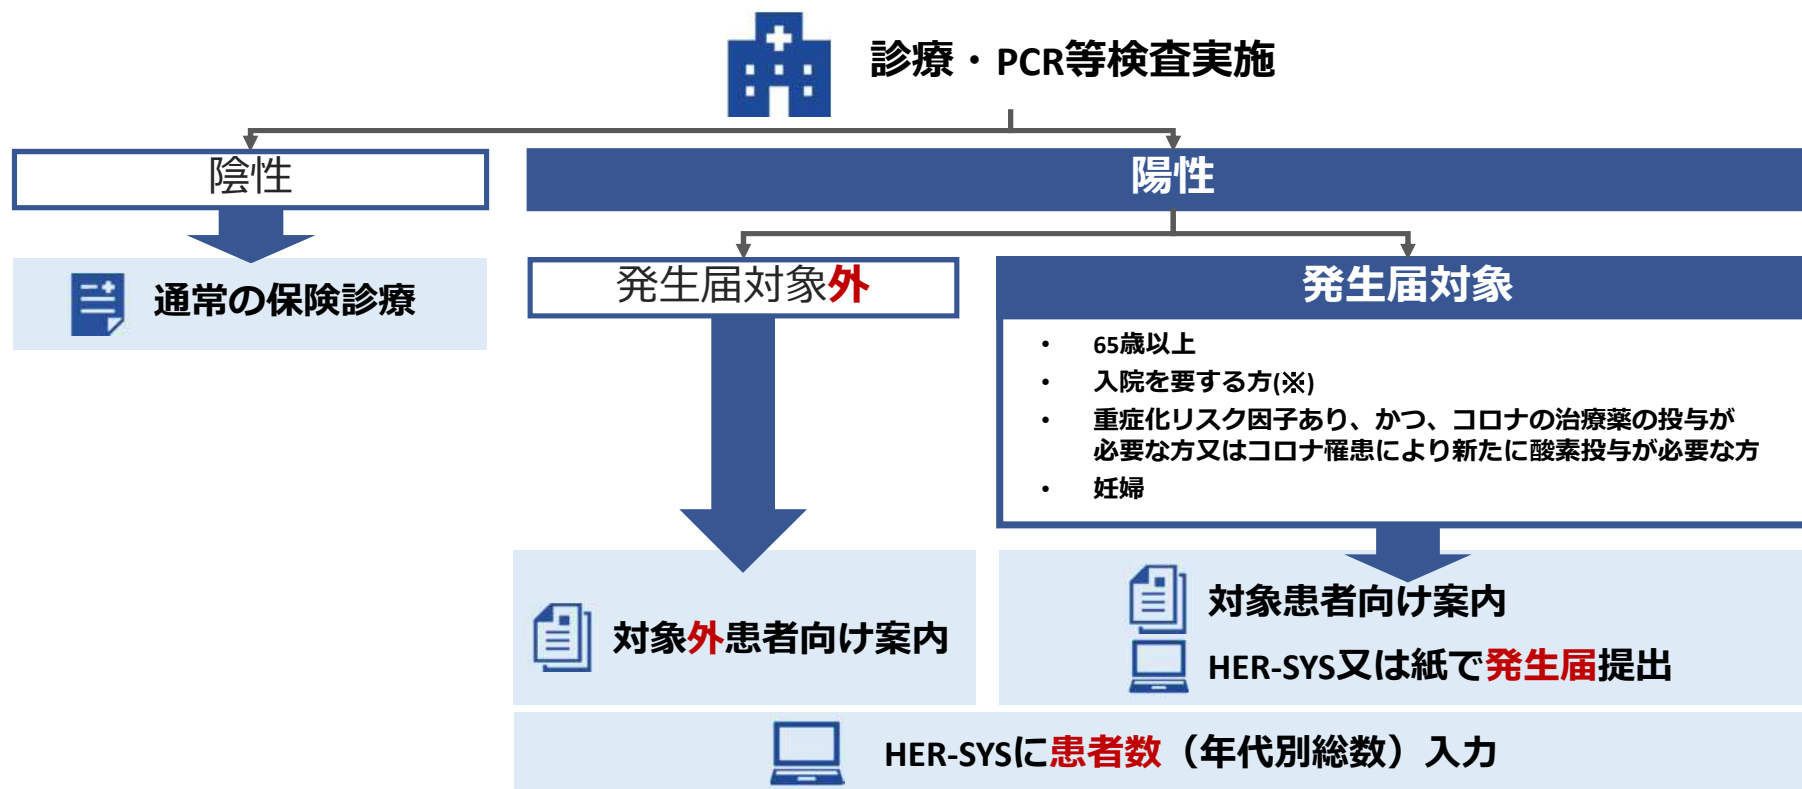 診療・PCR等検査実施
陰性
陽性
通常の保険診療
発生届対象外
発生届対象
・ 65歳以上
・ 入院を要する方(※)
・ 重症化リスク因子あり、かつ、コロナの治療薬の投与が
必要な方又はコロナ罹患により新たに酸素投与が必要な方
・ 妊婦
対象外患者向け案内
対象患者向け案内
HER-SYS又は紙で発生届提出
HER-SYSに患者数（年代別総数）入力